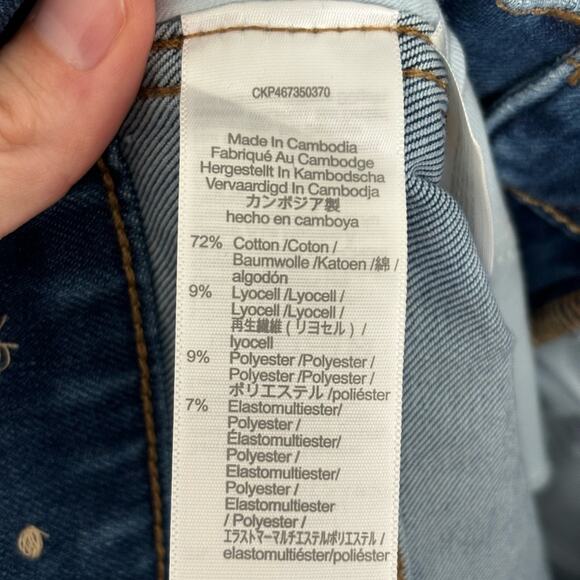 CKP467350370
Made In Cambodia
Fabriqué Au Cambodge
Hergestellt In Kambodscha
Vervaardigd In Cambodja
カンボジア製
hecho en camboya
72% Cotton /Coton /
Baumwolle /Katoen /綿 /
algodón
9% Lyocell /Lyocell /
Lyocell /Lyocell /
再生繊維 ( リヨセル ) /
lyocell
9% Polyester /Polyester /
Polyester /Polyester /
ポリエステル /poliéster
7% Elastomultiester/
Polyester /
Élastomultiester/
Polyester /
Elastomultiester/
Polyester /
Elastomultiester
/ Polyester /
エラストマーマルチエステル/ポリエステル /
elastomultiéster/poliéster